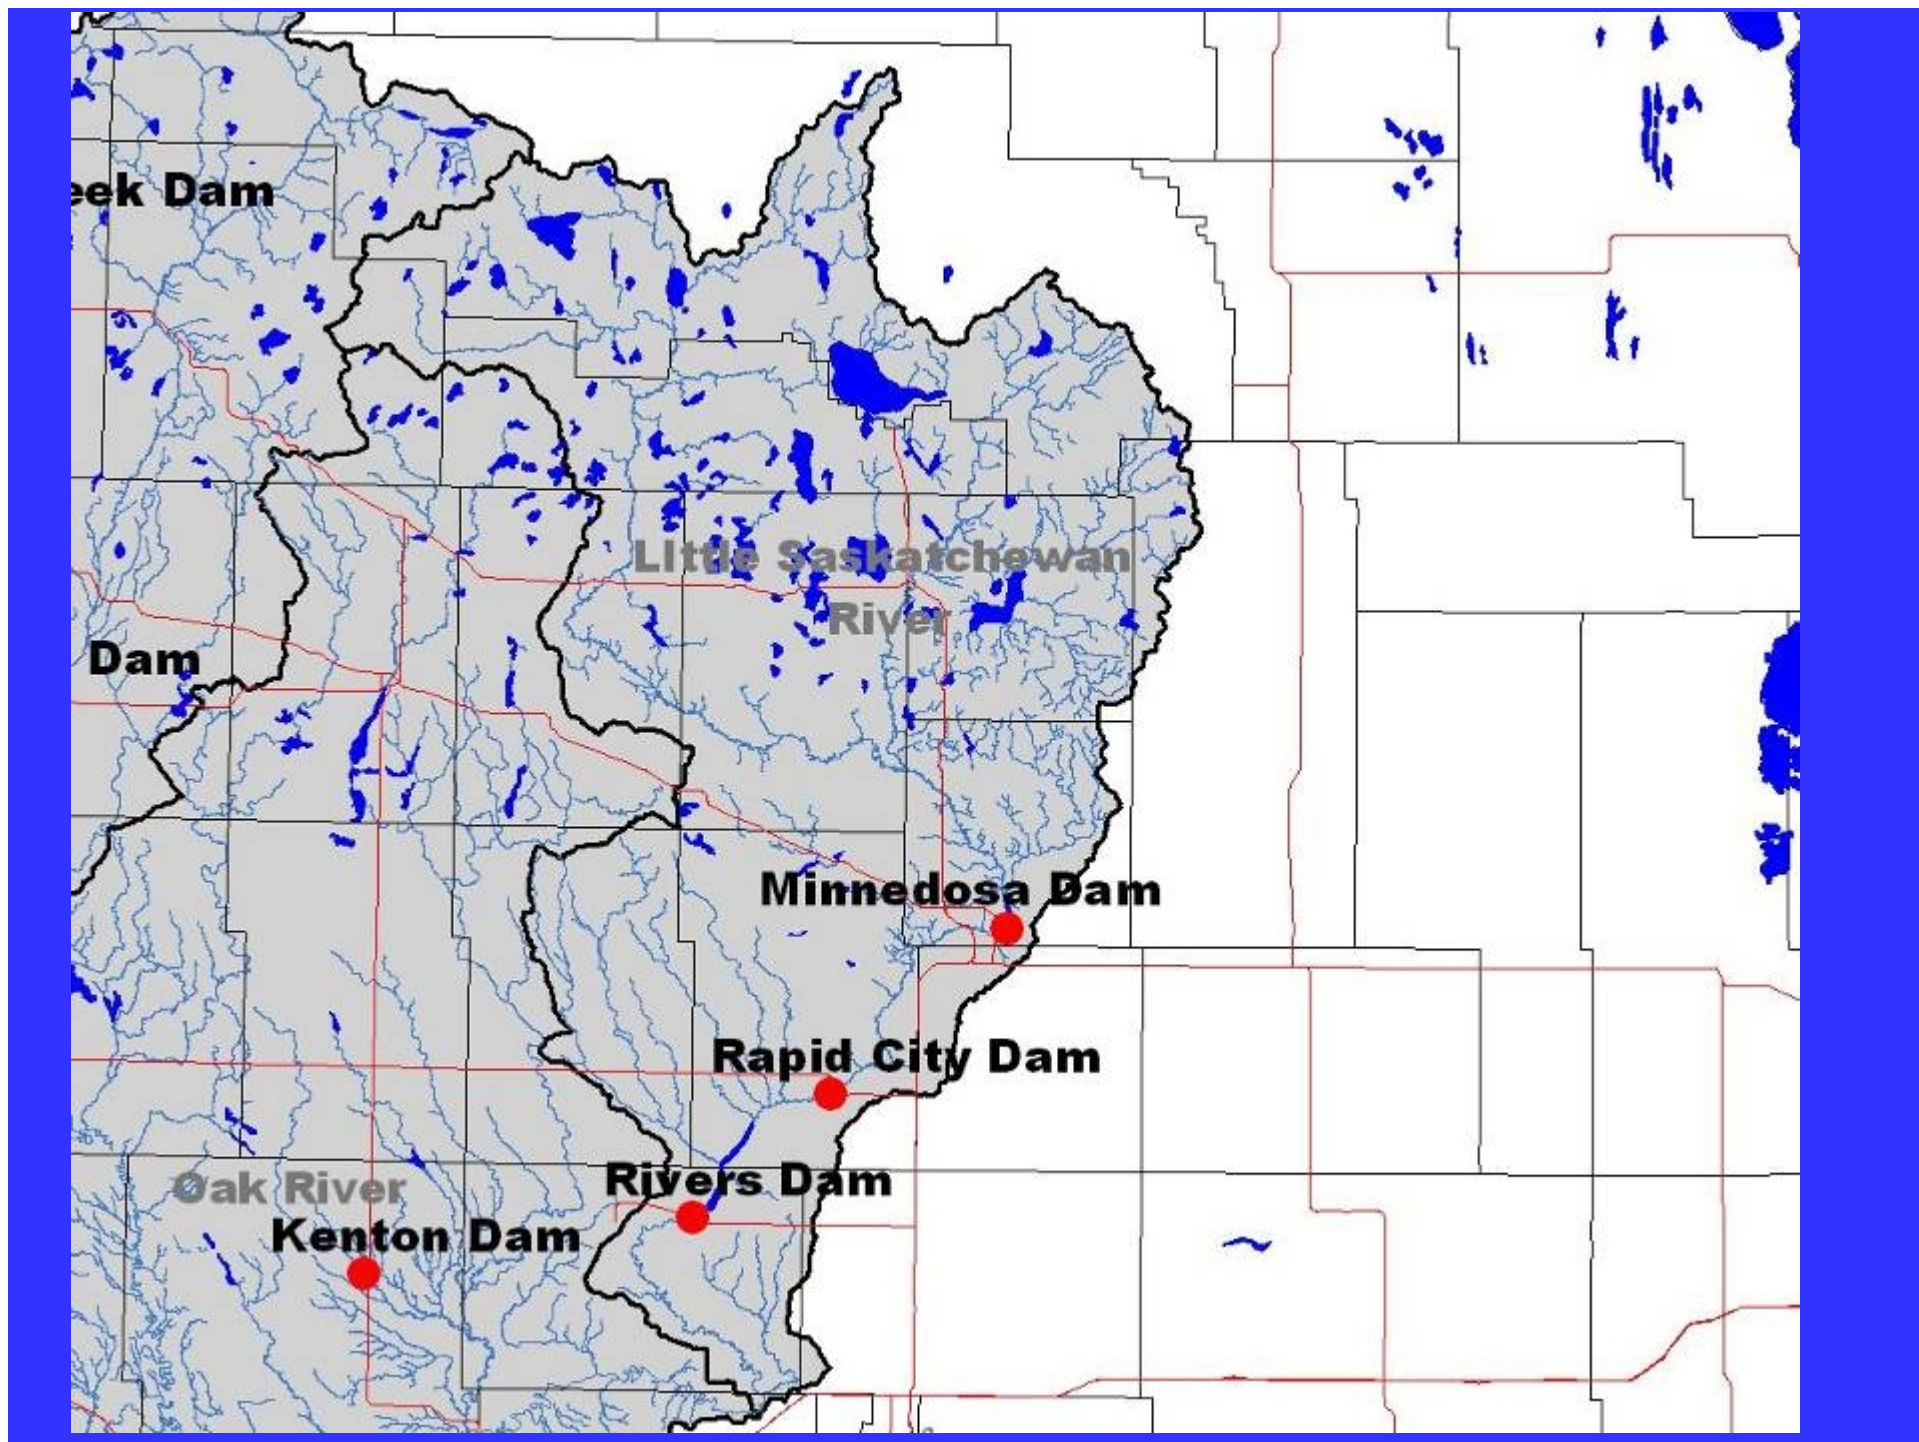 eek Dam
LIttle Saskatchewan
River
Dam
Minnedosa Dam
Rapid City Dam
Rivers Dam
Oak River
Kenton Dam